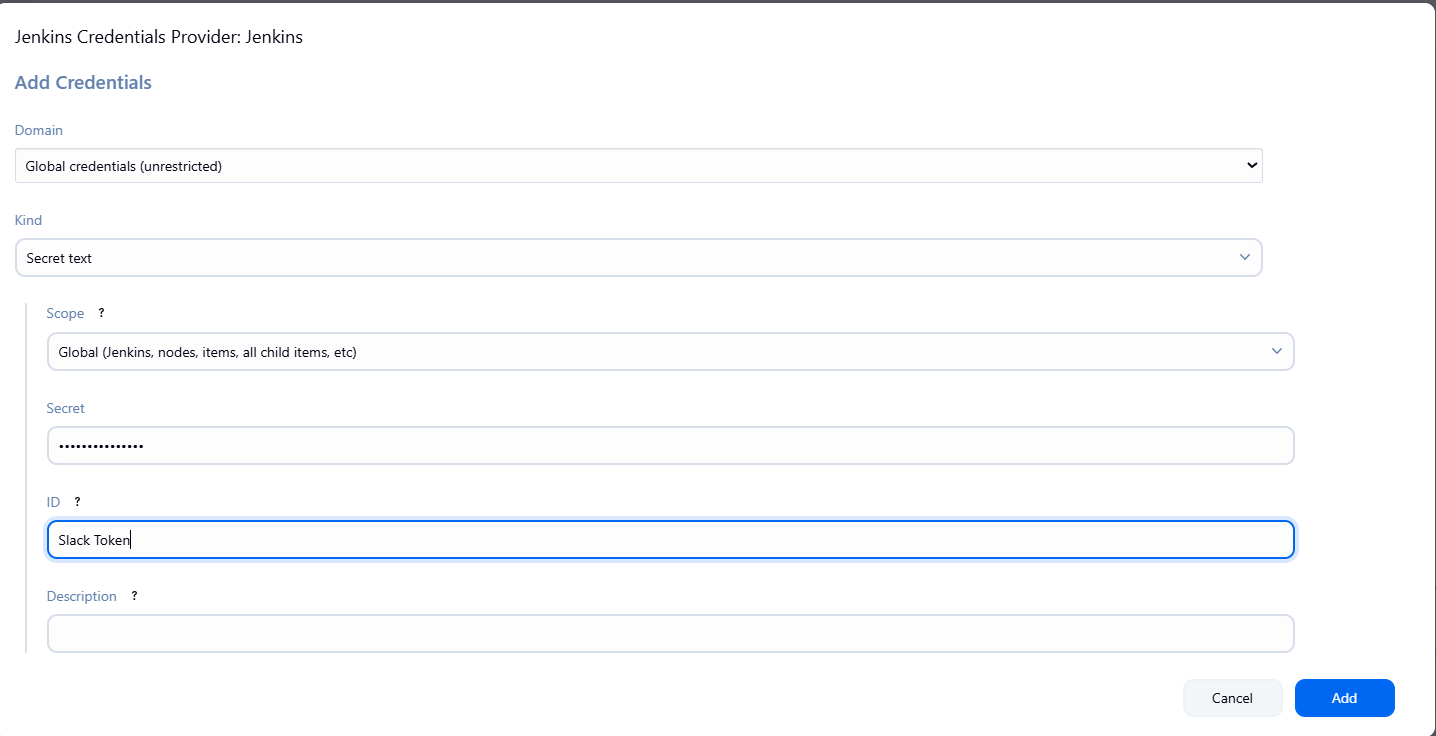 Jenkins Credentials Provider: Jenkins
Add Credentials
Domain
Global credentials (unrestricted)
Kind
Secret text
Scope ?
Global (Jenkins, nodes, items, all child items, etc)
Secret
•••••••••••••••
ID ?
Slack Token
Description ?
Cancel Add